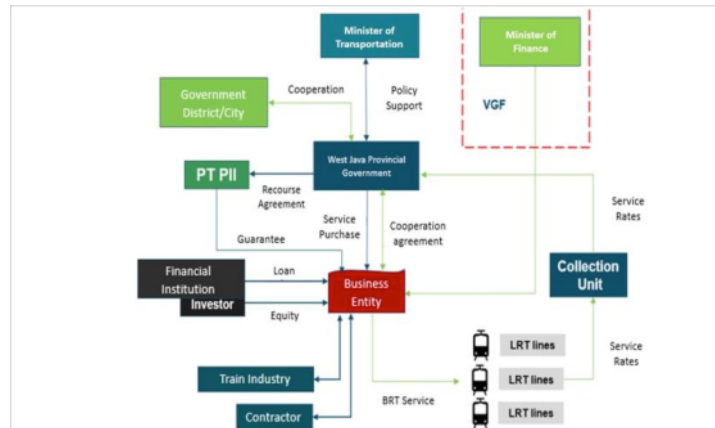 Minister of
Transportation
Minister of
Finance
Government
District/City
Cooperation
Policy
Support
VGF
West Java Provincial
Government
PT PII
Recourse
Agreement
Service
Purchase
Cooperation
agreement
Service
Rates
Guarantee
Financial
Institution
Loan
Investor
Equity
Business
Entity
Collection
Unit
LRT lines
Service
Rates
Train Industry
LRT lines
BRT Service
Contractor
LRT lines